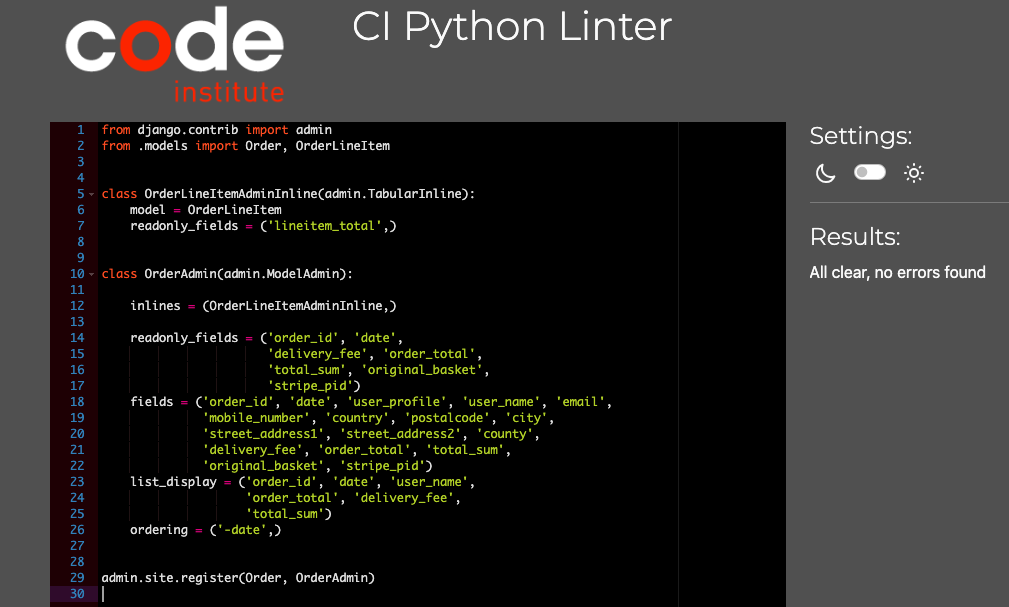 code
institute
CI Python Linter
1 from django.contrib import admin
2 from .models import Order, OrderLineItem
3
4
5 class OrderLineItemAdminInline(admin.TabularInline):
6     model = OrderLineItem
7     readonly_fields = ('lineitem_total',)
8
9
10 class OrderAdmin(admin.ModelAdmin):
11
12     inlines = (OrderLineItemAdminInline,)
13
14     readonly_fields = ('order_id', 'date',
15                        'delivery_fee', 'order_total',
16                        'total_sum', 'original_basket',
17                        'stripe_pid')
18     fields = ('order_id', 'date', 'user_profile', 'user_name', 'email',
19               'mobile_number', 'country', 'postalcode', 'city',
20               'street_address1', 'street_address2', 'county',
21               'delivery_fee', 'order_total', 'total_sum',
22               'original_basket', 'stripe_pid')
23     list_display = ('order_id', 'date', 'user_name',
24                     'order_total', 'delivery_fee',
25                     'total_sum')
26     ordering = ('-date',)
27
28
29 admin.site.register(Order, OrderAdmin)
30
Settings:
Results:
All clear, no errors found